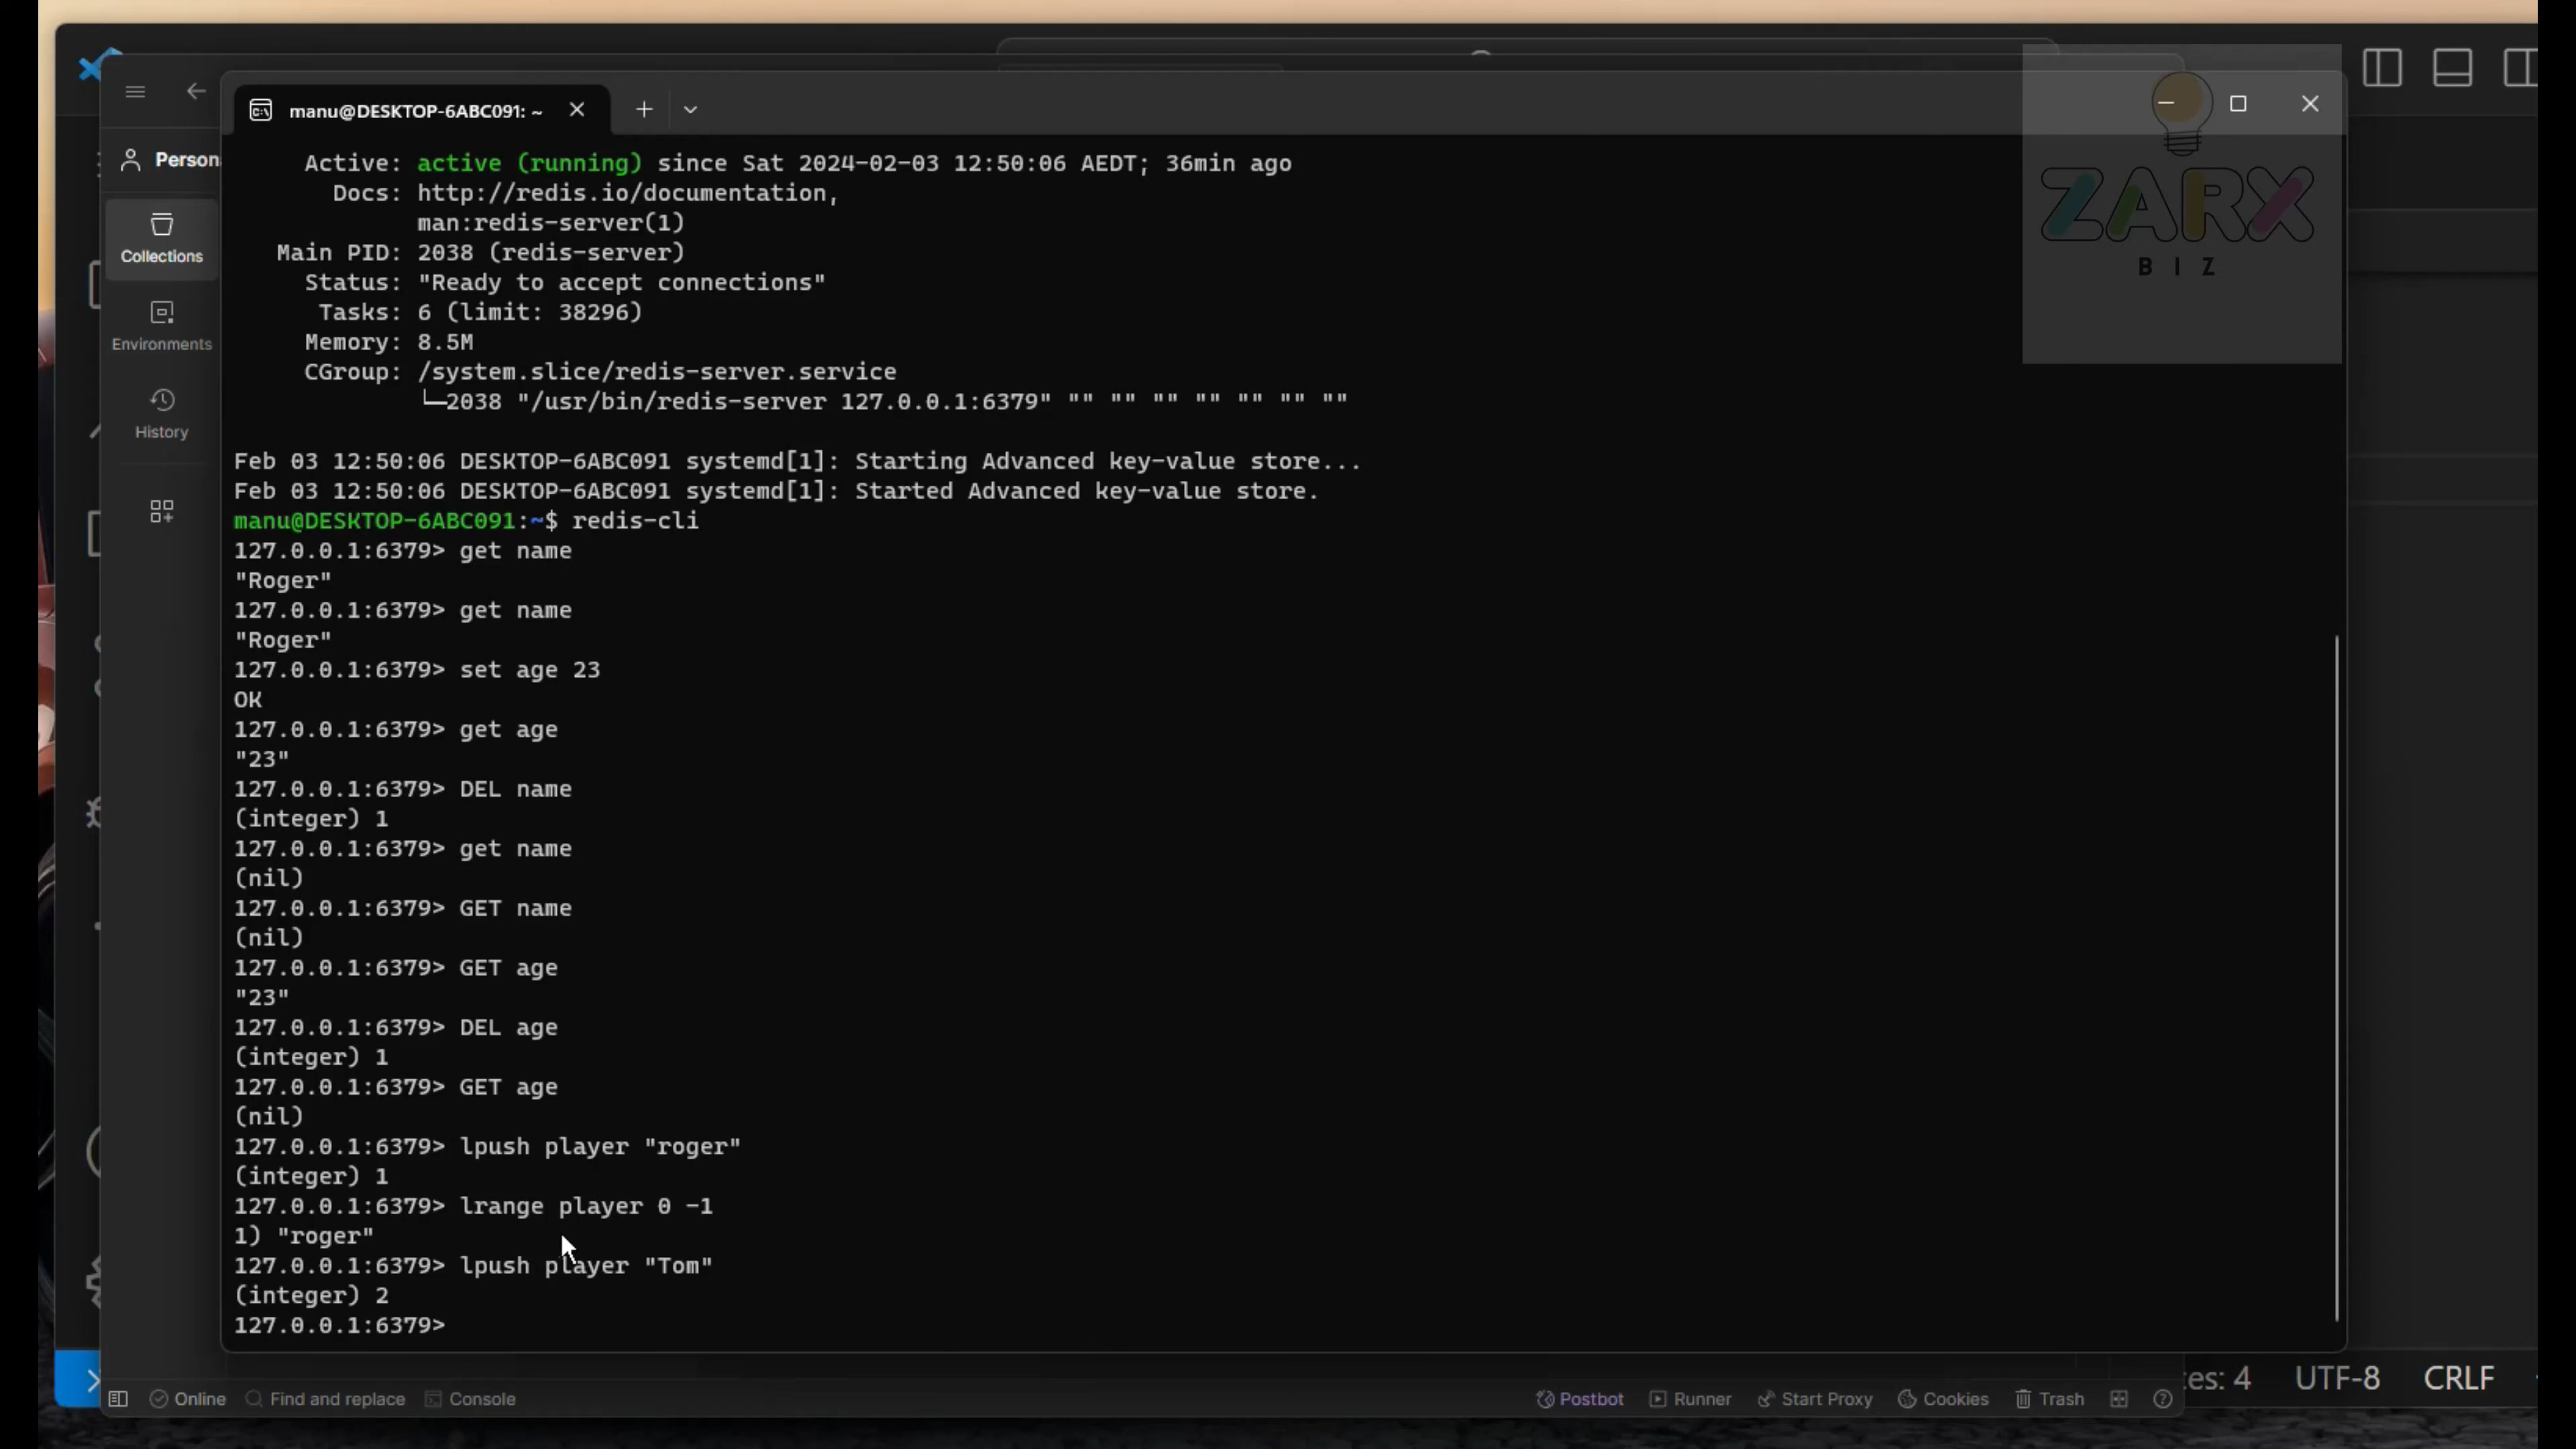 manu@DESKTOP-6ABC091: ~
Person
Collections
Environments
History
ZARX
BIZ
Active: active (running) since Sat 2024-02-03 12:50:06 AEDT; 36min ago
Docs: http://redis.io/documentation,
man:redis-server(1)
Main PID: 2038 (redis-server)
Status: "Ready to accept connections"
Tasks: 6 (limit: 38296)
Memory: 8.5M
CGroup: /system.slice/redis-server.service
└─2038 "/usr/bin/redis-server 127.0.0.1:6379" "" "" "" "" "" "" ""
Feb 03 12:50:06 DESKTOP-6ABC091 systemd[1]: Starting Advanced key-value store...
Feb 03 12:50:06 DESKTOP-6ABC091 systemd[1]: Started Advanced key-value store.
manu@DESKTOP-6ABC091:~$ redis-cli
127.0.0.1:6379> get name
"Roger"
127.0.0.1:6379> get name
"Roger"
127.0.0.1:6379> set age 23
OK
127.0.0.1:6379> get age
"23"
127.0.0.1:6379> DEL name
(integer) 1
127.0.0.1:6379> get name
(nil)
127.0.0.1:6379> GET name
(nil)
127.0.0.1:6379> GET age
"23"
127.0.0.1:6379> DEL age
(integer) 1
127.0.0.1:6379> GET age
(nil)
127.0.0.1:6379> lpush player "roger"
(integer) 1
127.0.0.1:6379> lrange player 0 -1
1) "roger"
127.0.0.1:6379> lpush player "Tom"
(integer) 2
127.0.0.1:6379>
Online Find and replace Console Postbot Runner Start Proxy Cookies Trash
es: 4 UTF-8 CRLF